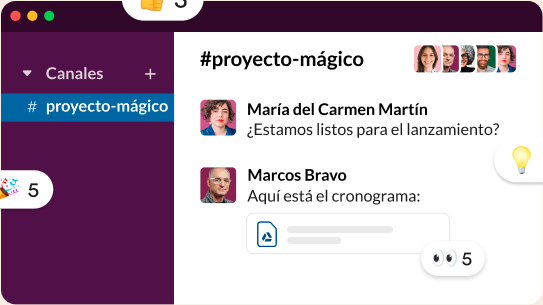 5
Canales +
#proyecto-mágico
# proyecto-mágico
María del Carmen Martín
¿Estamos listos para el lanzamiento?
5
Marcos Bravo
Aquí está el cronograma:
5